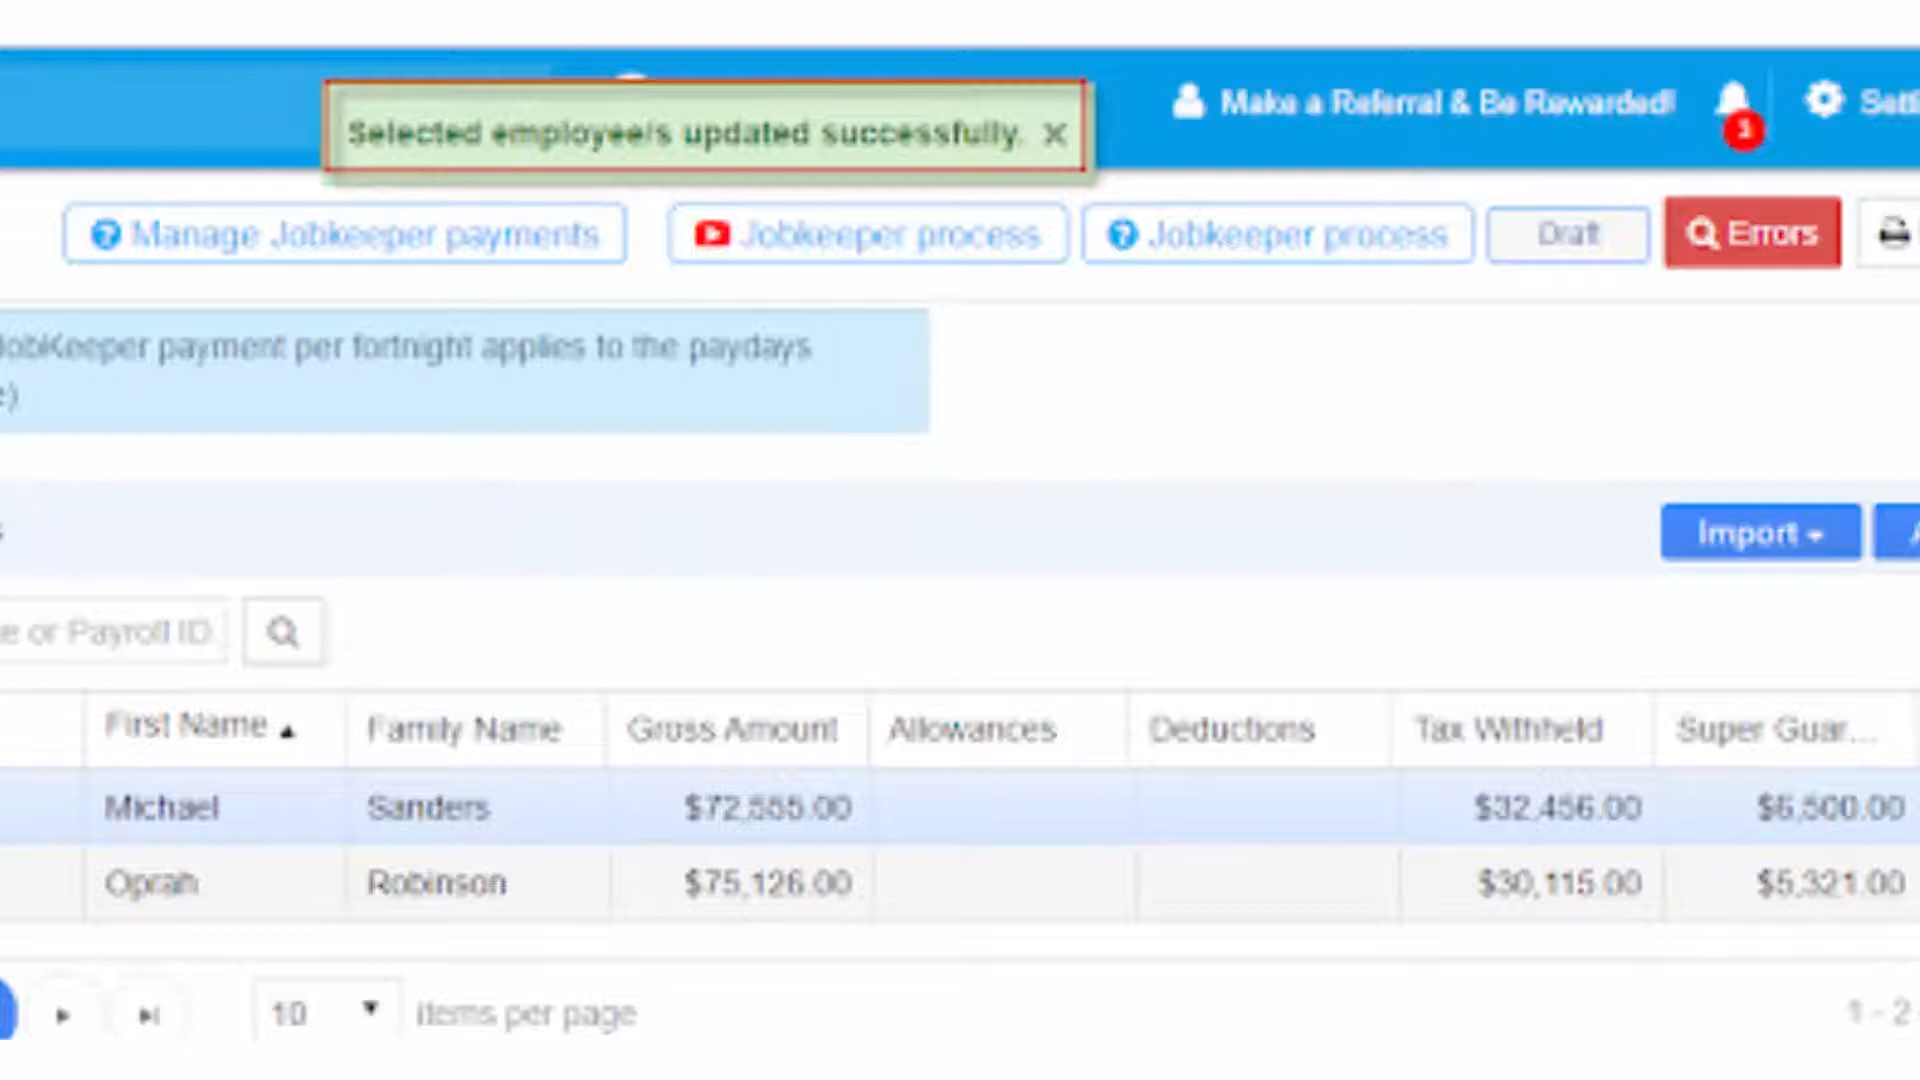 Selected employee/s updated successfully. ×
Make a Referral & Be Rewarded!
Manage Jobkeeper payments
Jobkeeper process
Jobkeeper process
Draft
Errors
JobKeeper payment per fortnight applies to the paydays
e)
Import
e or Payroll ID
First Name
Family Name
Gross Amount
Allowances
Deductions
Tax Withheld
Super Guar...
Michael
Sanders
$72,555.00
$32,456.00
$6,500.00
Oprah
Robinson
$75,126.00
$30,115.00
$5,321.00
10
items per page
1 - 2